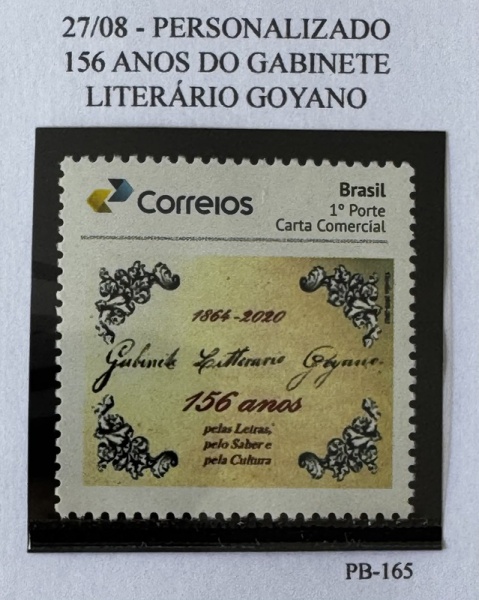 27/08 - PERSONALIZADO
156 ANOS DO GABINETE
LITERÁRIO GOYANO
Correios
Brasil
1º Porte
Carta Comercial
1864-2020
Gabinete Litterario Goyano
156 anos
pelas Letras,
pelo Saber e
pela Cultura
PB-165